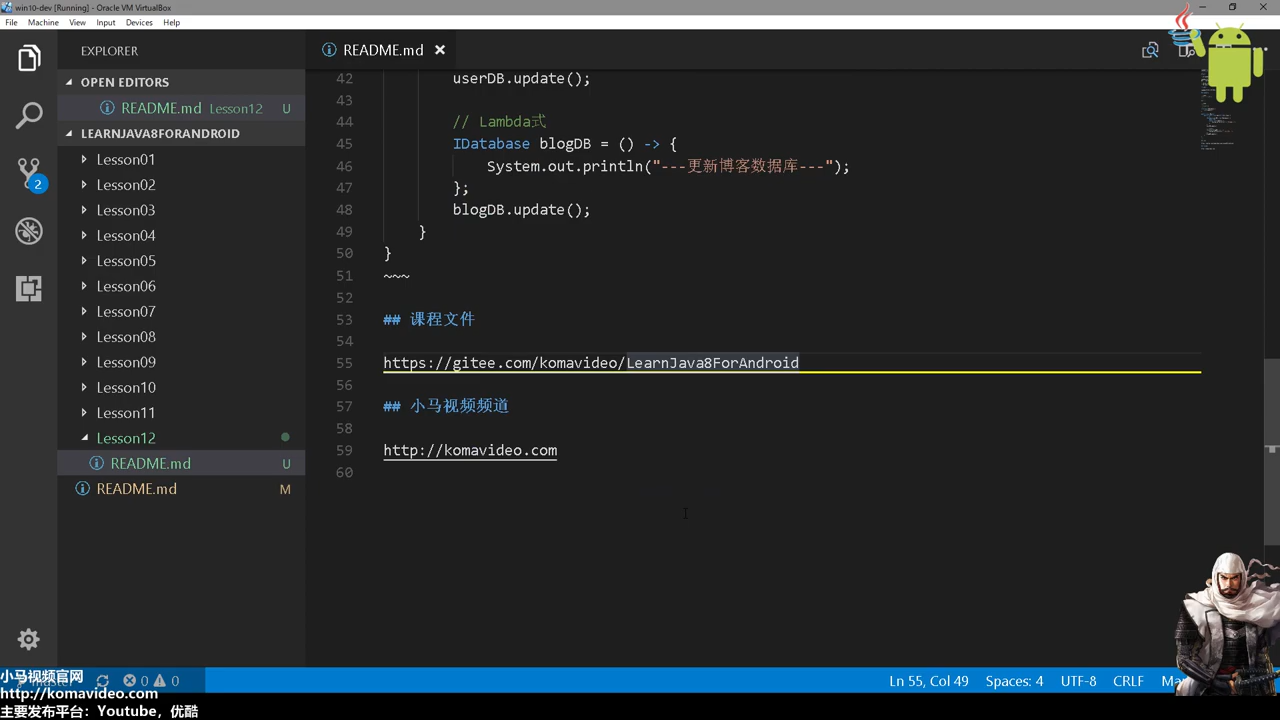 win10-dev [Running] - Oracle VM VirtualBox
File Machine View Input Devices Help
EXPLORER
README.md
OPEN EDITORS
README.md Lesson12 U
LEARNJAVA8FORANDROID
Lesson01
Lesson02
Lesson03
Lesson04
Lesson05
Lesson06
Lesson07
Lesson08
Lesson09
Lesson10
Lesson11
Lesson12
README.md U
README.md M
2
42 userDB.update();
43
44 // Lambda式
45 IDatabase blogDB = () -> {
46 System.out.println("---更新博客数据库---");
47 };
48 blogDB.update();
49 }
50 }
51 ~~~
52
53 ## 课程文件
54
55 https://gitee.com/komavideo/LearnJava8ForAndroid
56
57 ## 小马视频频道
58
59 http://komavideo.com
60
小马视频官网
http://komavideo.com
主要发布平台：Youtube，优酷
0 0
Ln 55, Col 49 Spaces: 4 UTF-8 CRLF